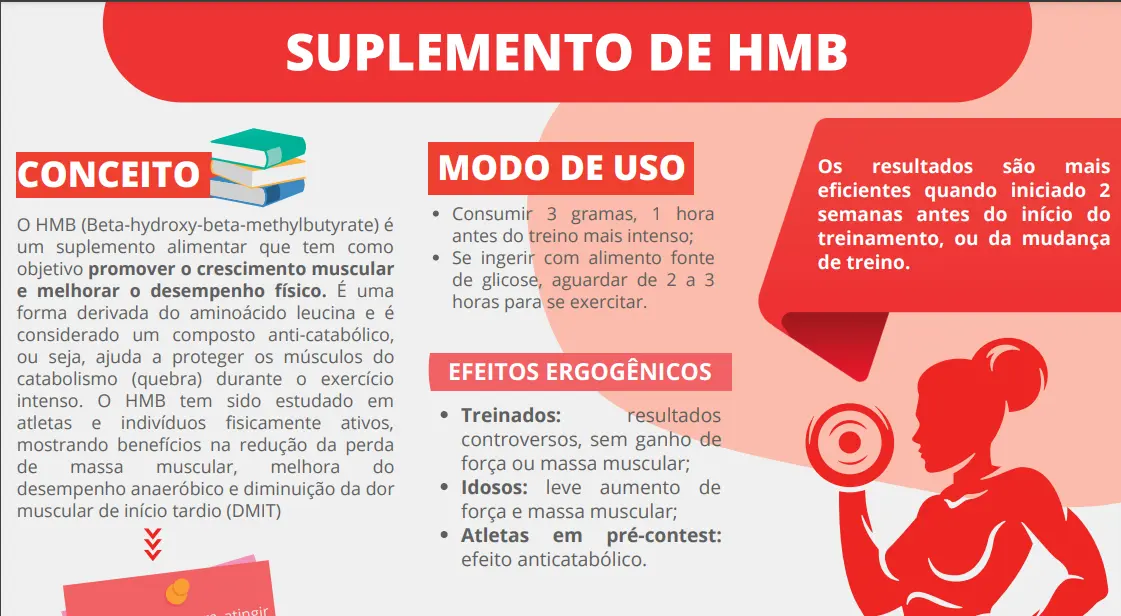 SUPLEMENTO DE HMB
CONCEITO
O HMB (Beta-hydroxy-beta-methylbutyrate) é
um suplemento alimentar que tem como
objetivo promover o crescimento muscular
e melhorar o desempenho físico. É uma
forma derivada do aminoácido leucina e é
considerado um composto anti-catabólico,
ou seja, ajuda a proteger os músculos do
catabolismo (quebra) durante o exercício
intenso. O HMB tem sido estudado em
atletas e indivíduos fisicamente ativos,
mostrando benefícios na redução da perda
de massa muscular, melhora do
desempenho anaeróbico e diminuição da dor
muscular de início tardio (DMIT)
atingir
MODO DE USO
Consumir 3 gramas, 1 hora
antes do treino mais intenso;
Se ingerir com alimento fonte
de glicose, aguardar de 2 a 3
horas para se exercitar.
EFEITOS ERGOGÊNICOS
Treinados: resultados
controversos, sem ganho de
força ou massa muscular;
Idosos: leve aumento de
força e massa muscular;
Atletas em pré-contest:
efeito anticatabólico.
Os resultados são mais
eficientes quando iniciado 2
semanas antes do início do
treinamento, ou da mudança
de treino.